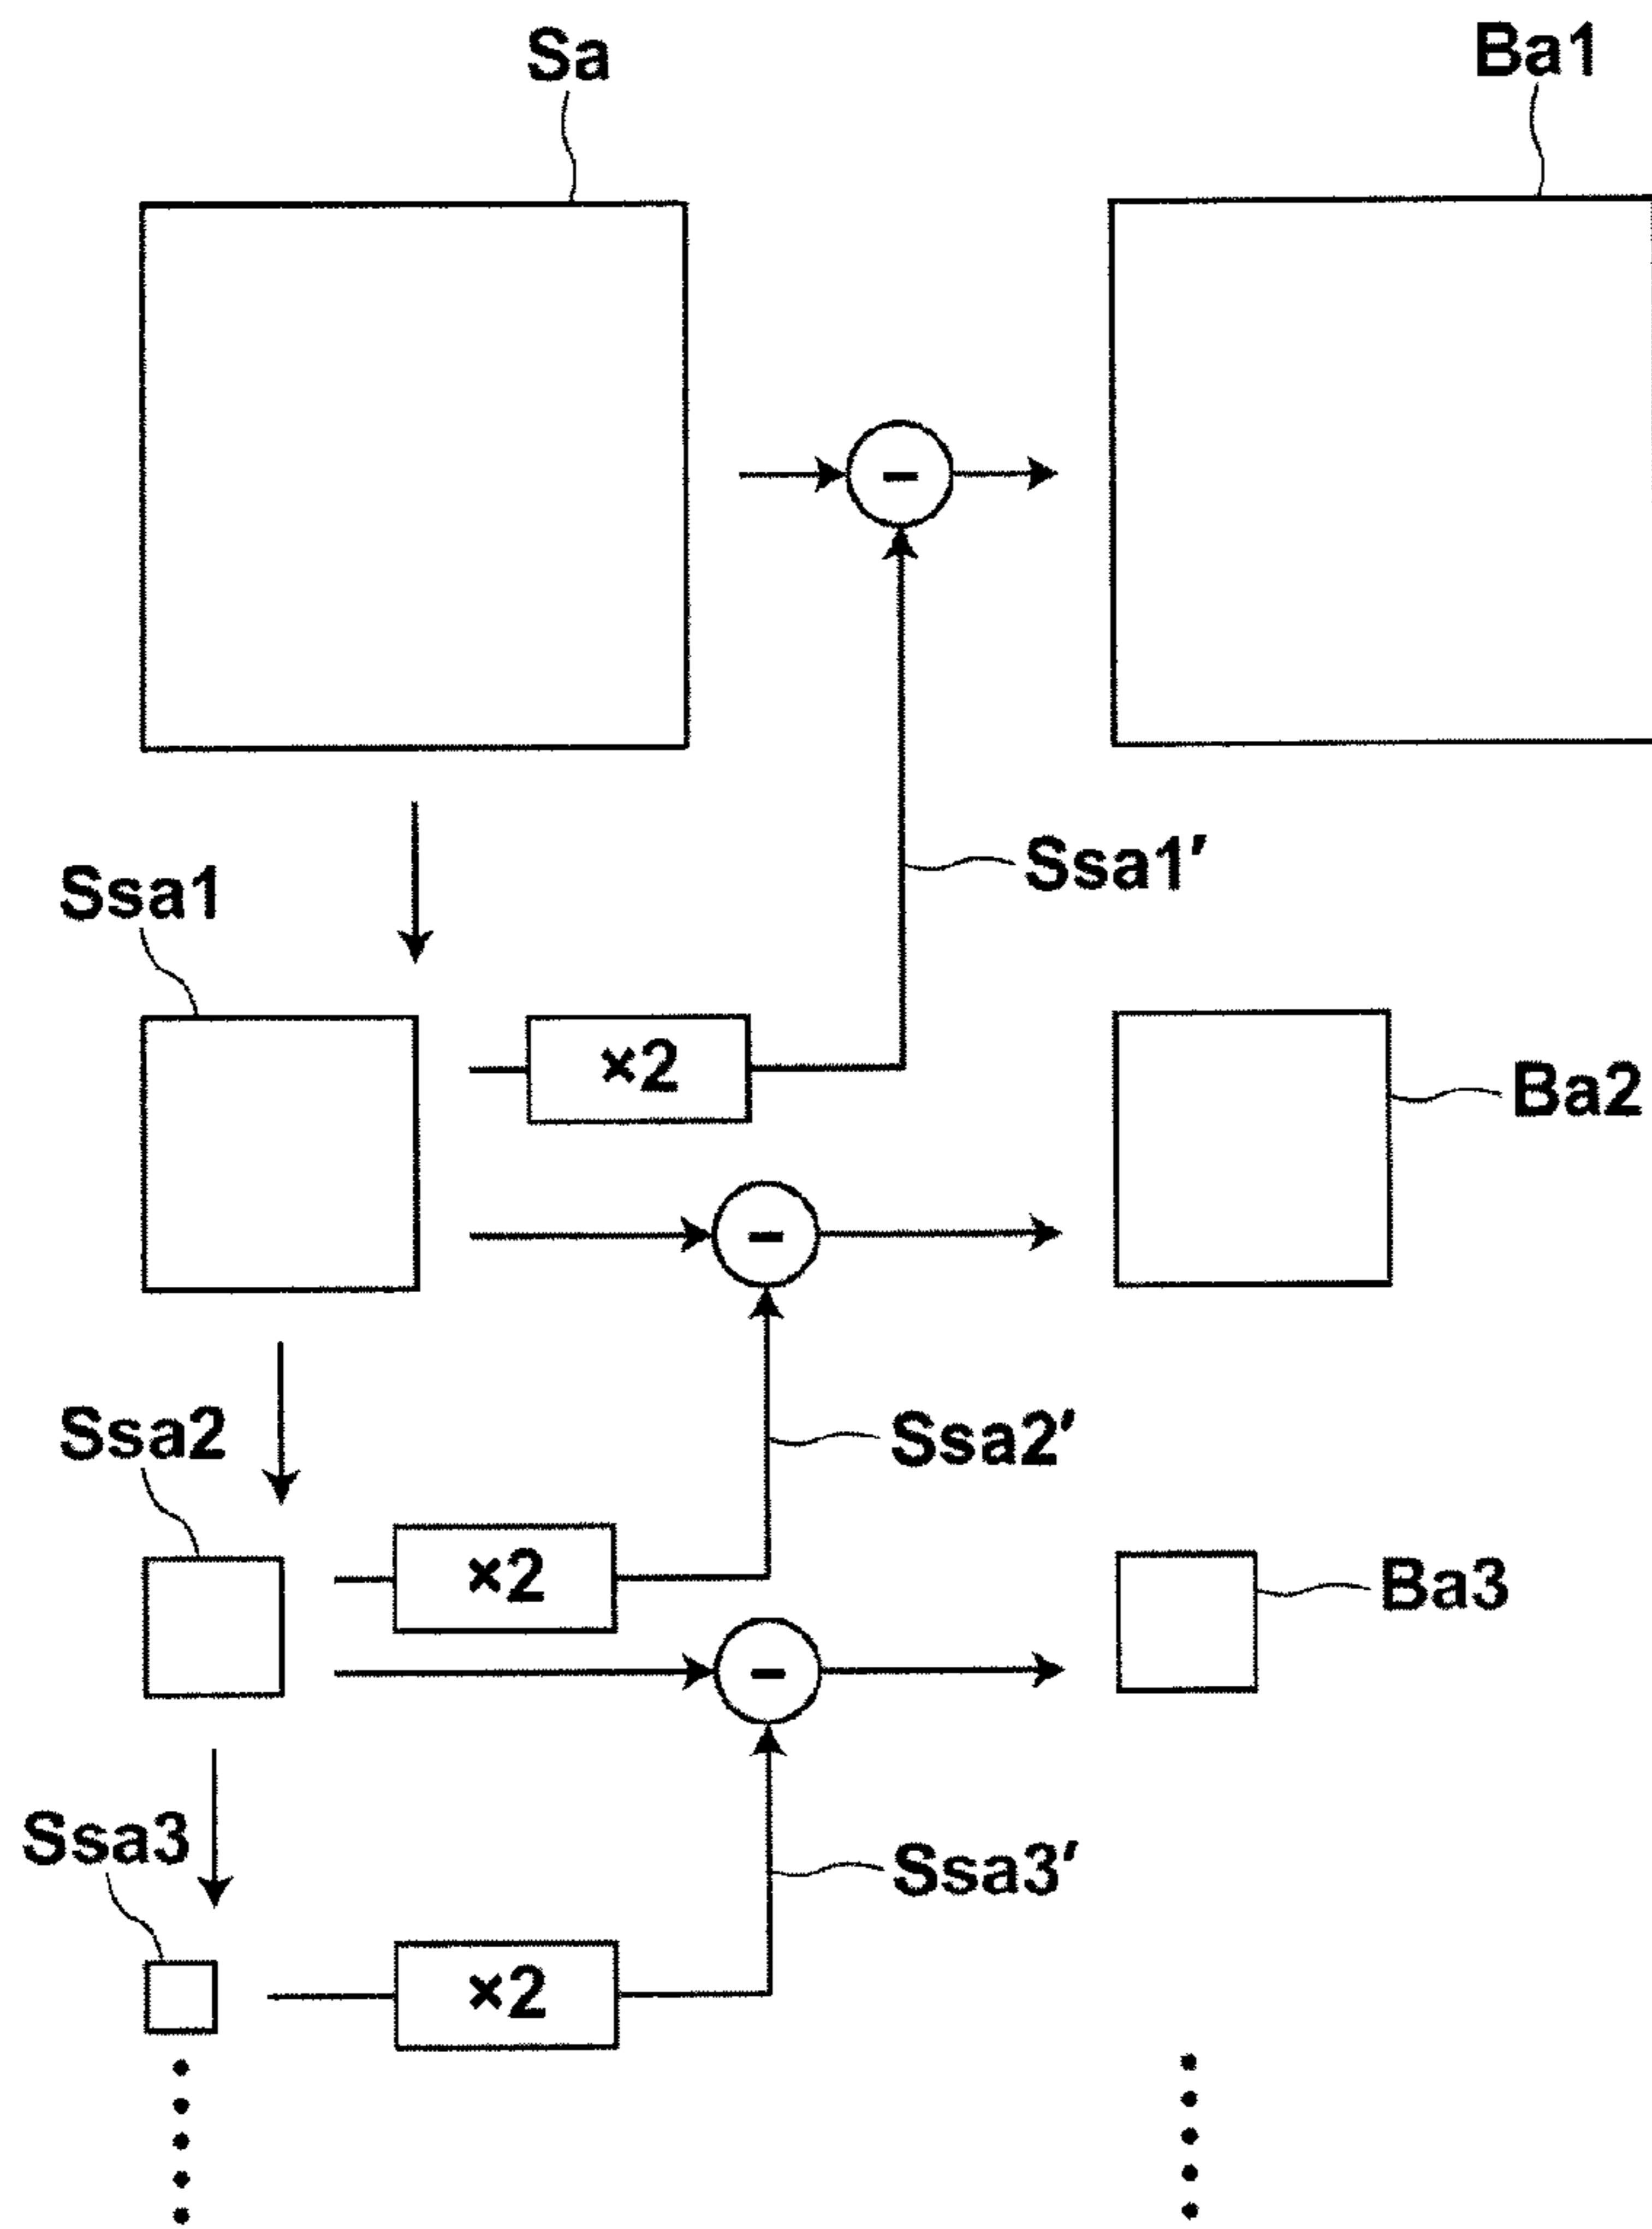 Sa
Ba1
-
Ssa1′
Ssa1
×2
Ba2
-
Ssa2′
Ssa2
×2
Ba3
-
Ssa3
Ssa3′
×2